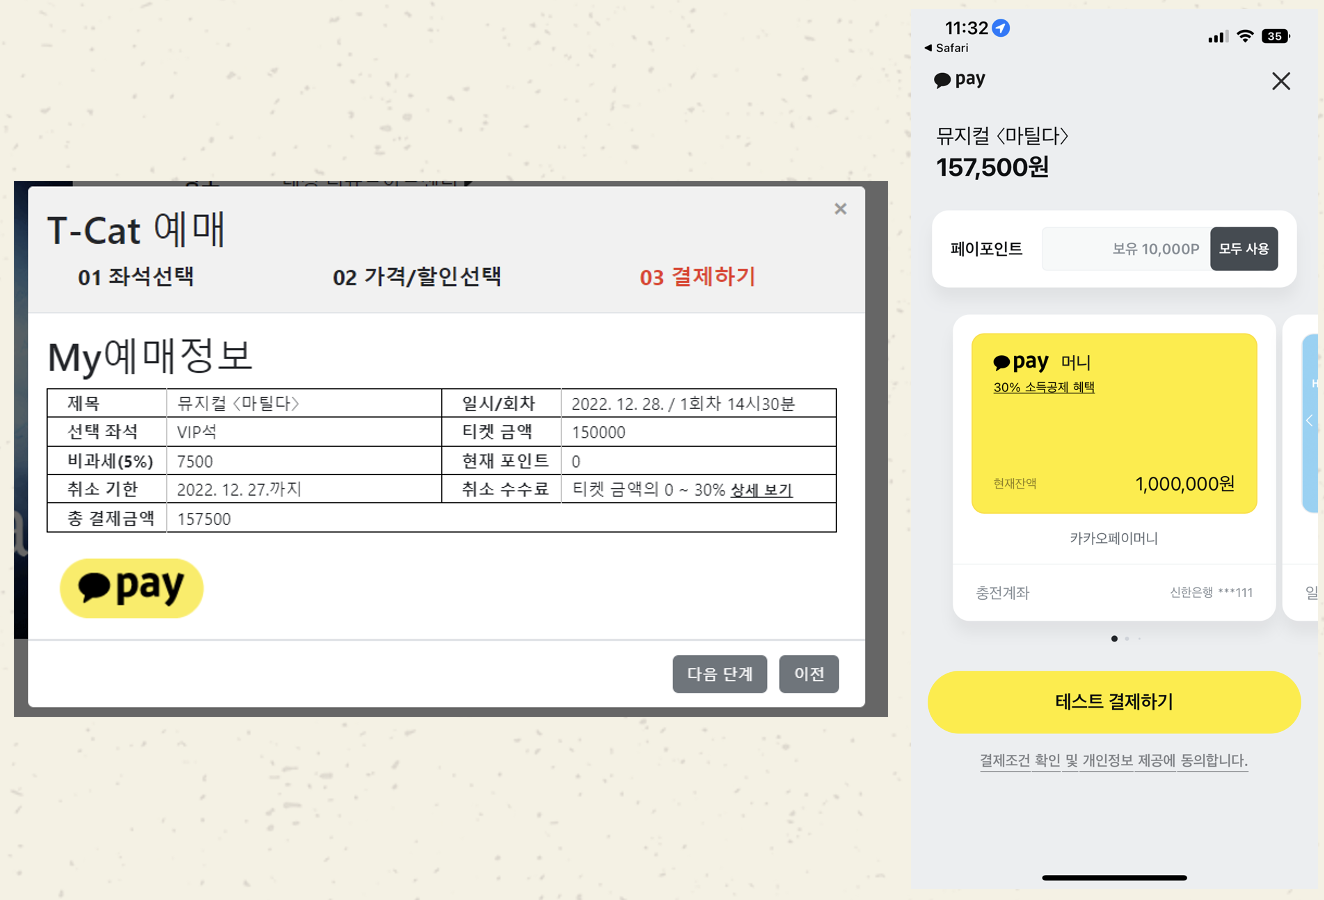 T-Cat 예매
×
01 좌석선택 02 가격/할인선택 03 결제하기
My예매정보
제목 뮤지컬 〈마틸다〉 일시/회차 2022. 12. 28. / 1회차 14시30분
선택 좌석 VIP석 티켓 금액 150000
비과세(5%) 7500 현재 포인트 0
취소 기한 2022. 12. 27.까지 취소 수수료 티켓 금액의 0 ~ 30% 상세 보기
총 결제금액 157500
pay
다음 단계 이전
11:32 35
◀ Safari
pay
뮤지컬 〈마틸다〉
157,500원
페이포인트 보유 10,000P 모두 사용
pay 머니
30% 소득공제 혜택
현재잔액 1,000,000원
카카오페이머니
충전계좌 신한은행 ***111
테스트 결제하기
결제조건 확인 및 개인정보 제공에 동의합니다.